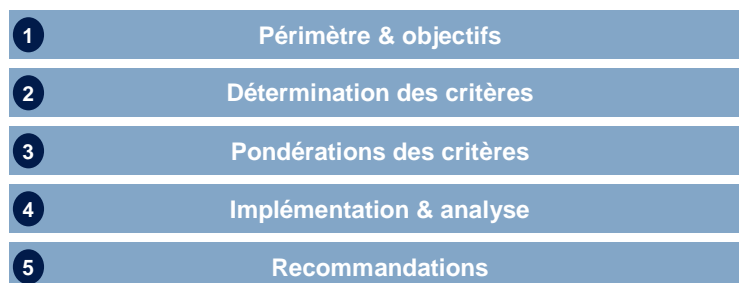 1 Périmètre & objectifs
2 Détermination des critères
3 Pondérations des critères
4 Implémentation & analyse
5 Recommandations